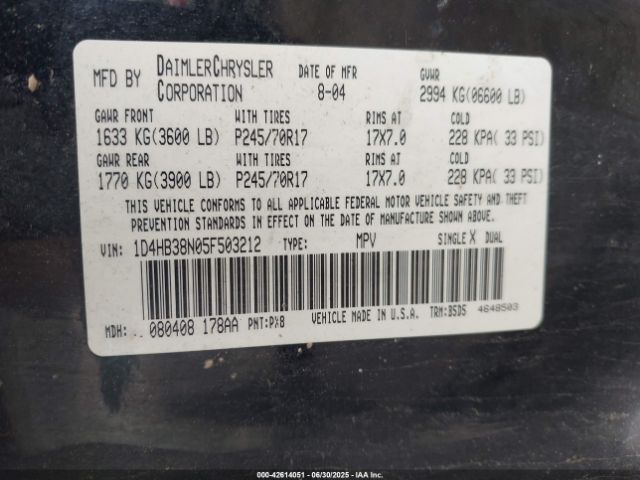 MFD BY DAIMLERCHRYSLER CORPORATION DATE OF MFR 8-04 GVWR 2994 KG(06600 LB)
GAWR FRONT WITH TIRES RIMS AT COLD
1633 KG(3600 LB) P245/70R17 17X7.0 228 KPA( 33 PSI)
GAWR REAR WITH TIRES RIMS AT COLD
1770 KG(3900 LB) P245/70R17 17X7.0 228 KPA( 33 PSI)
THIS VEHICLE CONFORMS TO ALL APPLICABLE FEDERAL MOTOR VEHICLE SAFETY AND THEFT
PREVENTION STANDARDS IN EFFECT ON THE DATE OF MANUFACTURE SHOWN ABOVE.
VIN: 1D4HB38N05F503212 TYPE: MPV SINGLE X DUAL
MDH: 080408 178AA PNT: VEHICLE MADE IN U.S.A. TRM:BSD5 4648503
000-42614051 - 06/30/2025 - IAAI Inc.